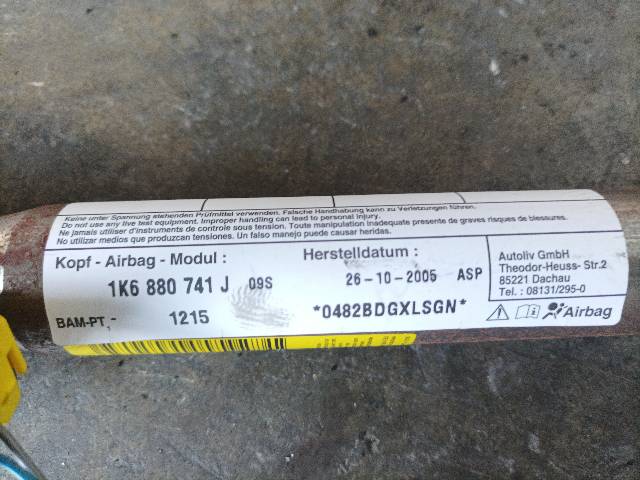 Keine unter Spannung stehenden Prüfmittel verwenden. Falsche Handhabung kann zu Verletzungen führen.
Do not use any live test equipment. Improper handling can lead to personal injury.
Ne jamais utiliser d'instruments de controle sous tension. Toute manipulation inadequate presente de graves risques de blessures.
No utilizar medios que produzcan tensiones. Un falso manejo puede causar heridas.
Kopf - Airbag - Modul :
1K6 880 741 J 09S
BAM-PT.- 1215
Herstelldatum :
26-10-2005 ASP
*0482BDGXLSGN*
Autoliv GmbH
Theodor-Heuss- Str.2
85221 Dachau
Tel. : 08131/295-0
Airbag